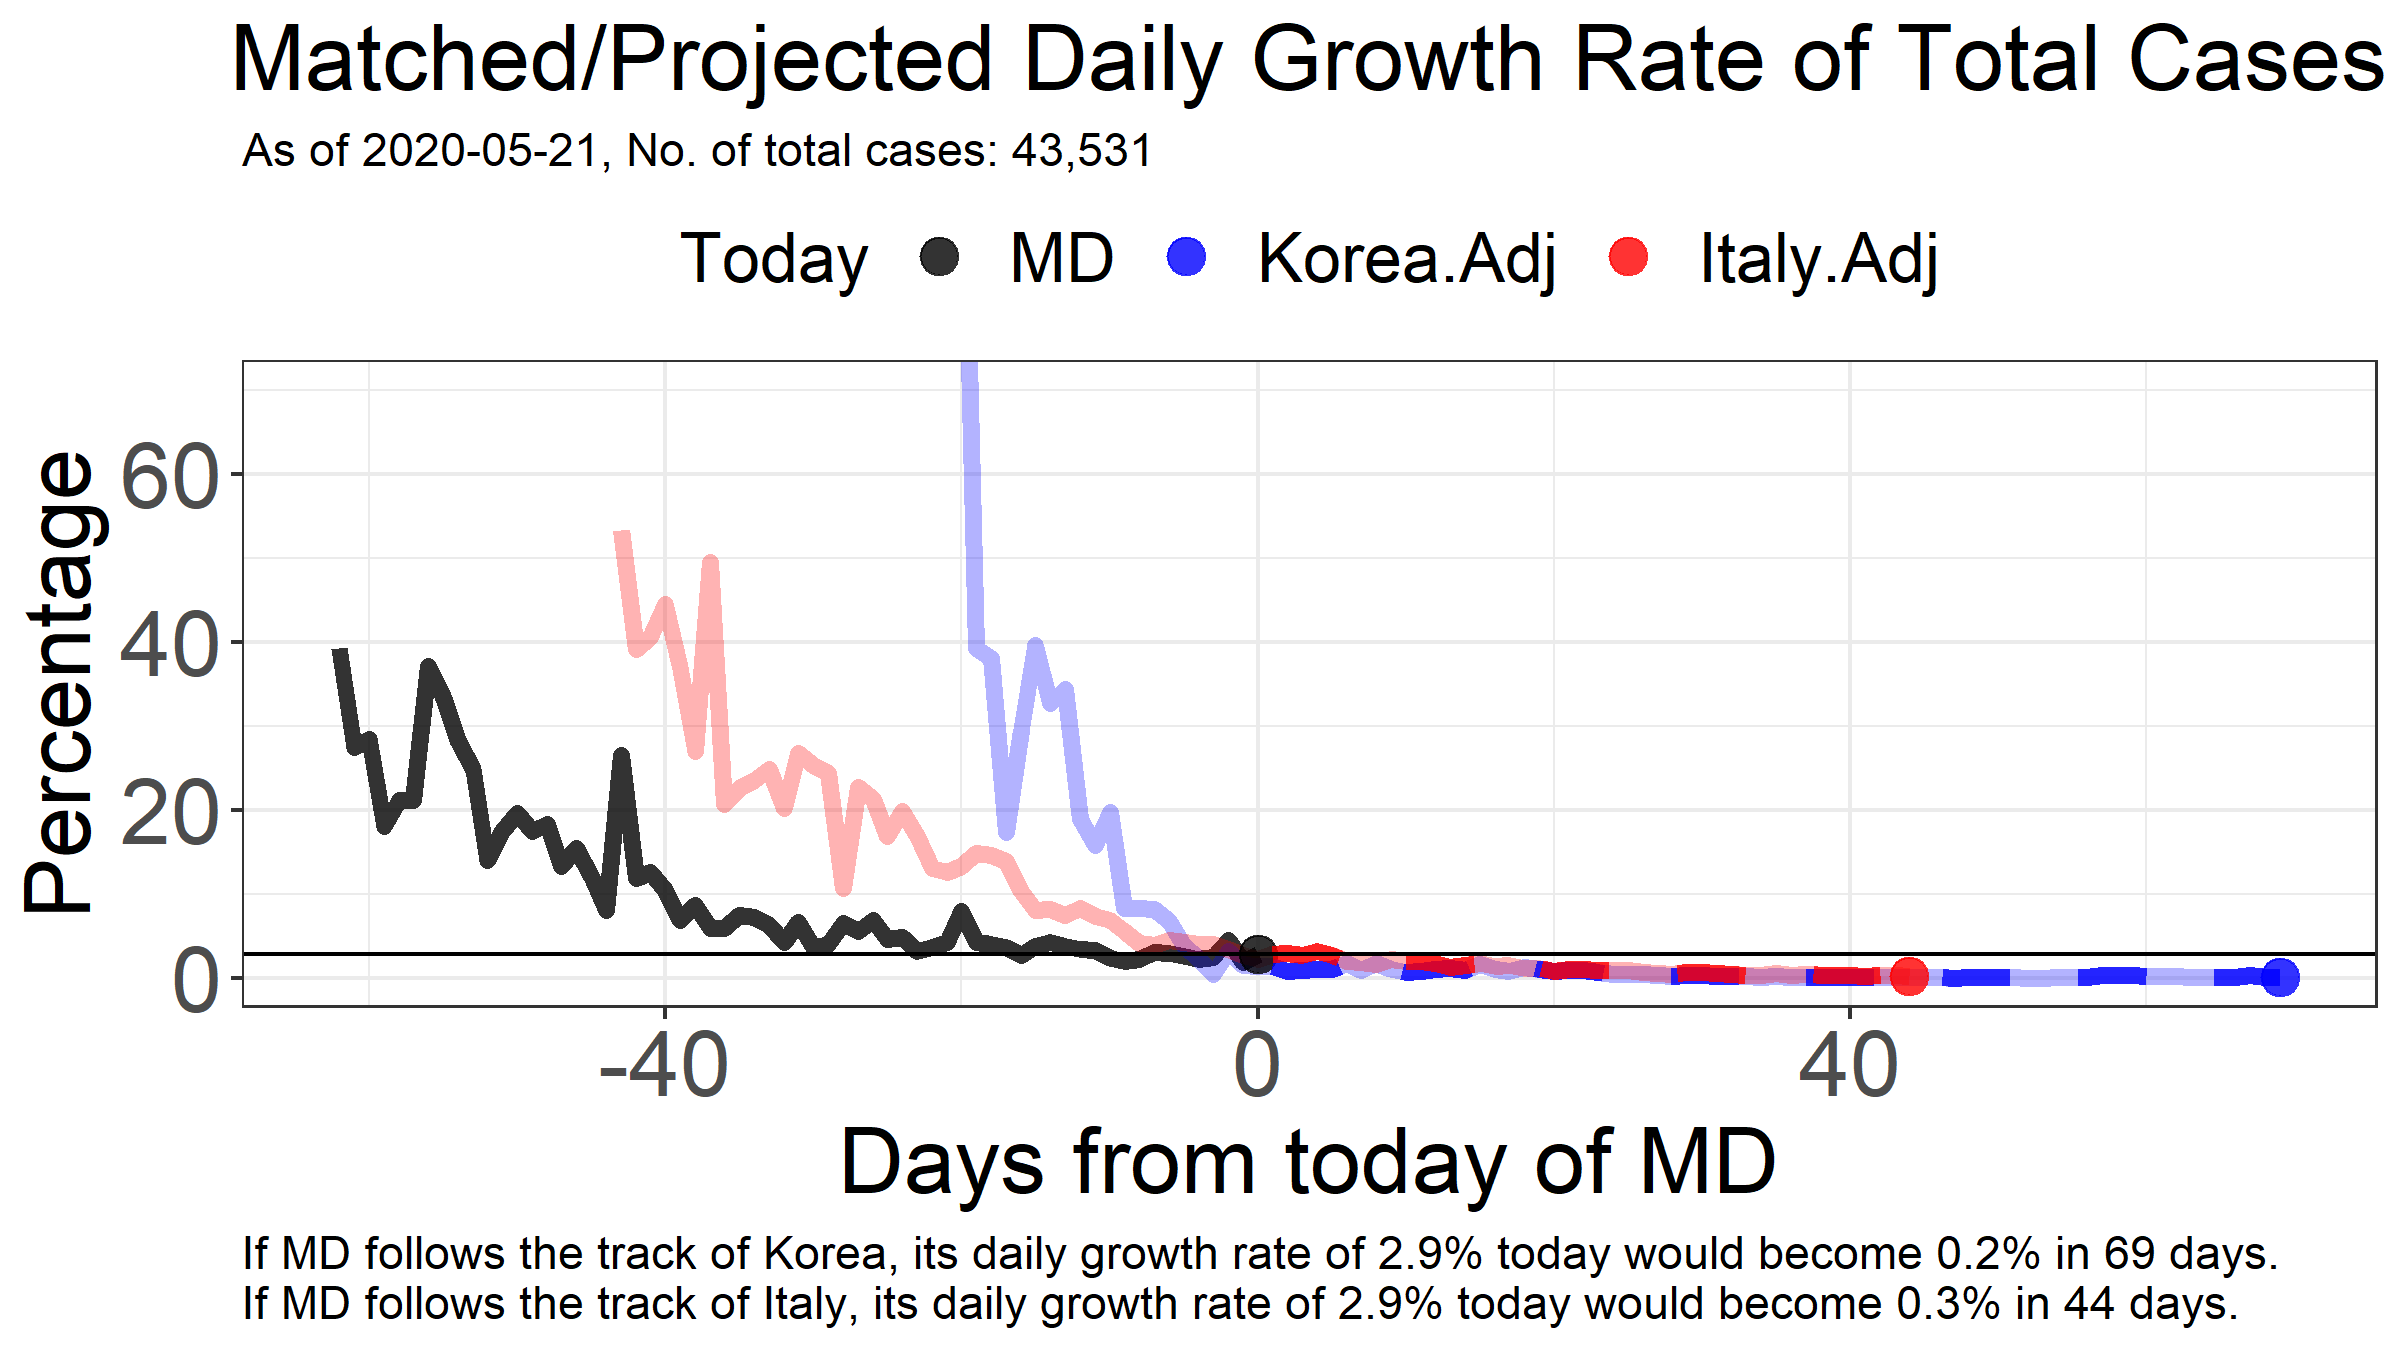 Matched/Projected Daily Growth Rate of Total Cases
As of 2020-05-21, No. of total cases: 43,531
Today MD Korea.Adj Italy.Adj
Percentage
60
40
20
0
-40 0 40
Days from today of MD
If MD follows the track of Korea, its daily growth rate of 2.9% today would become 0.2% in 69 days.
If MD follows the track of Italy, its daily growth rate of 2.9% today would become 0.3% in 44 days.